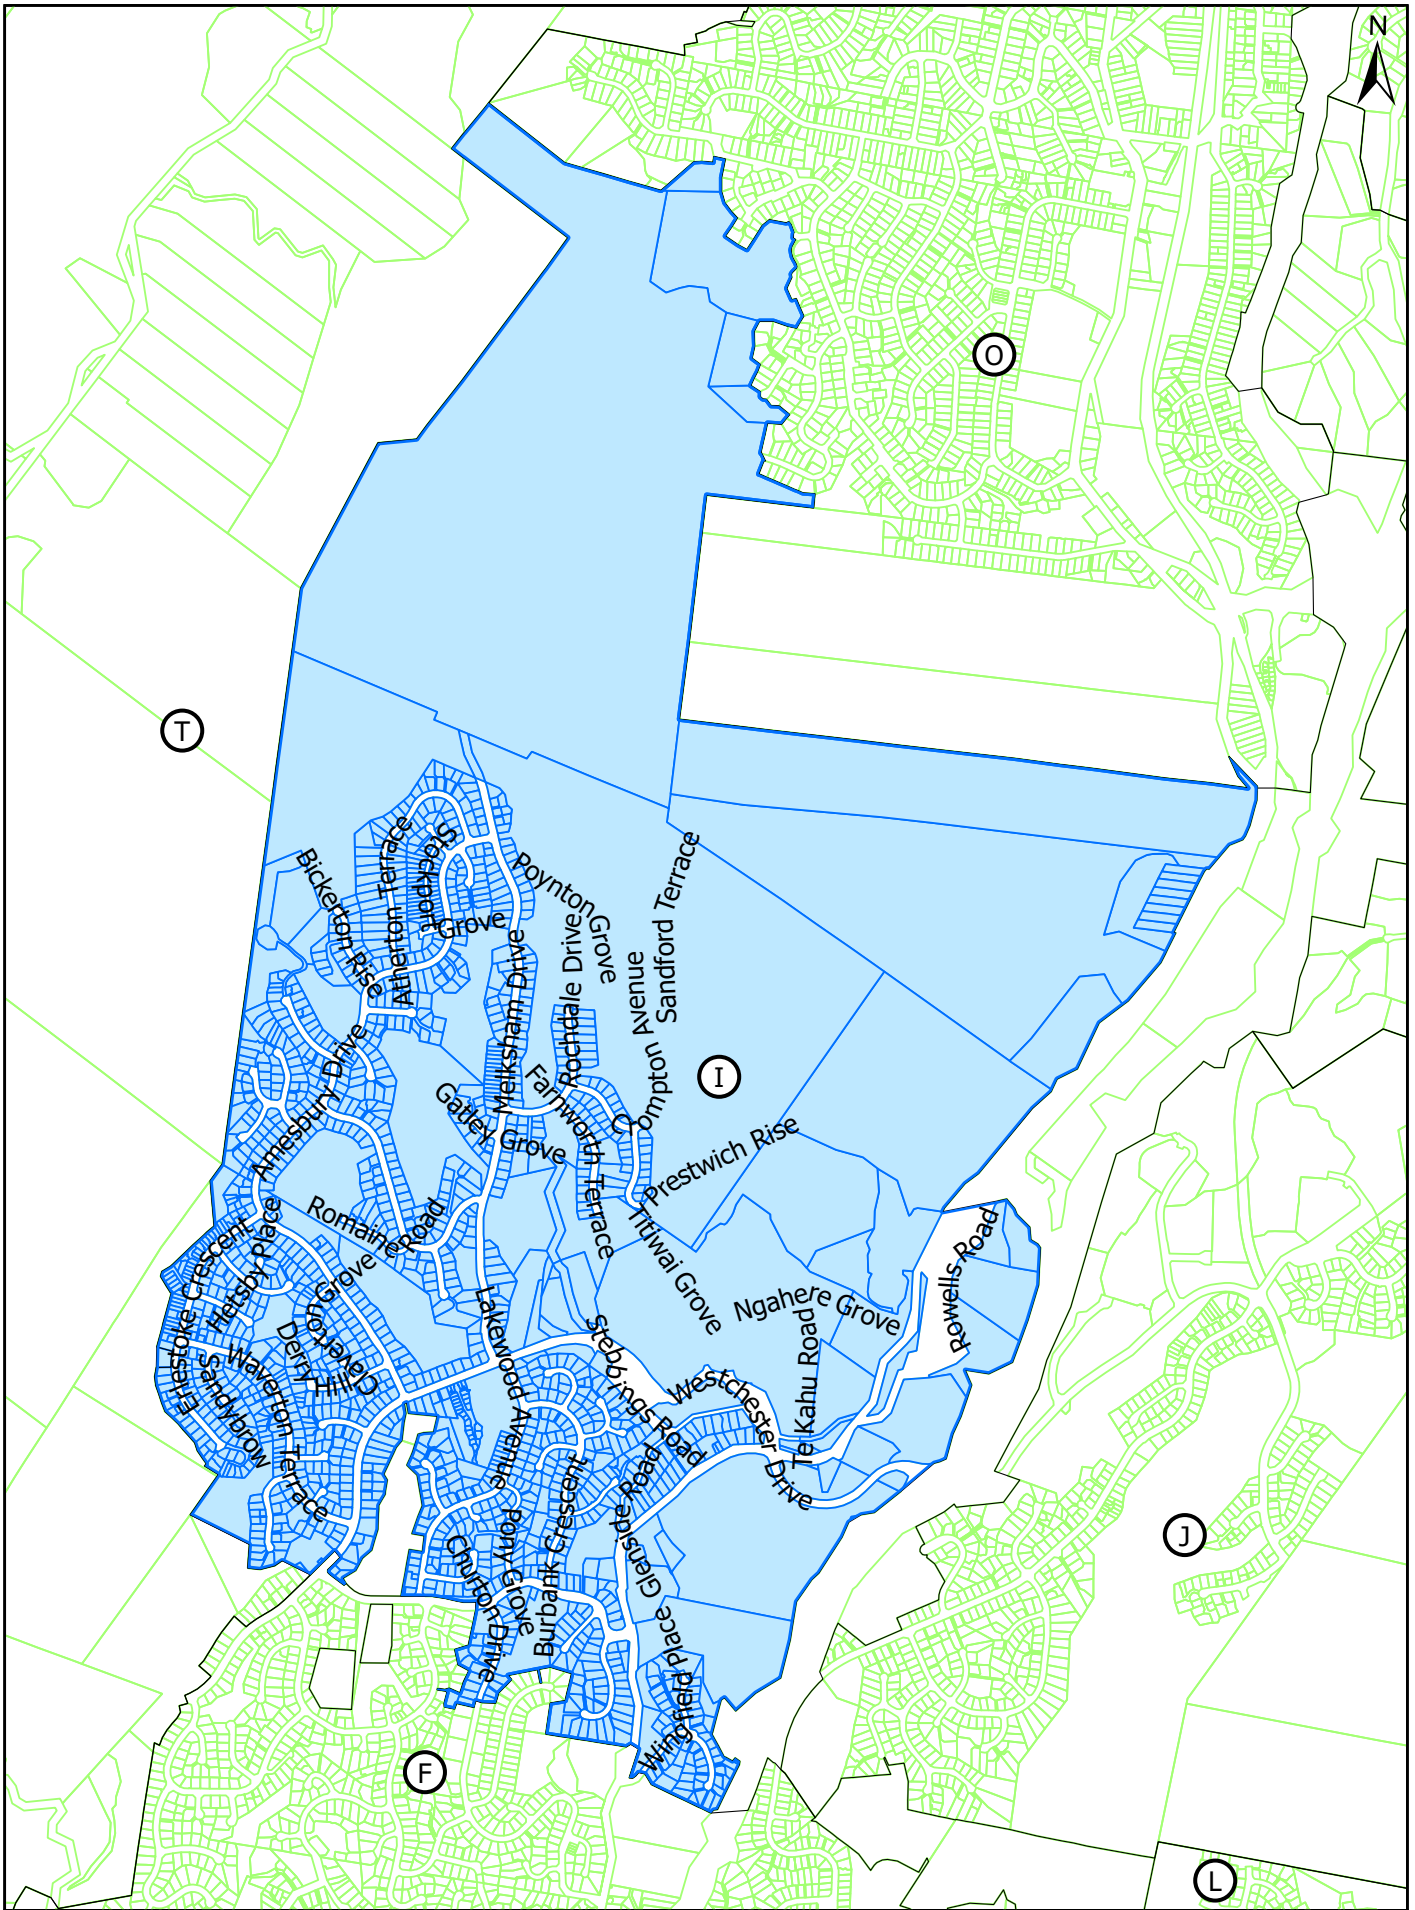 N
O
T
Stockport
Grove
Atherton Terrace
Bickerton Rise
Poynton Grove
Sandford Terrace
Rochdale Drive
Melksham Drive
Crompton Avenue
I
Farnworth Terrace
Gatley Grove
Amesbury Drive
Prestwich Rise
Titiwai Grove
Romaine Road
Hetsby Place
Erlestoke Crescent
Ngahere Grove
Te Kahu Road
Rowells Road
Caverton Grove
Derry Hill
Waverton Terrace
Sandybrow
Lakewood Avenue
Stebbings Road
Westchester Drive
Glenside Road
Burbank Crescent
Pony Grove
Churton Drive
Wingfield Place
J
F
L